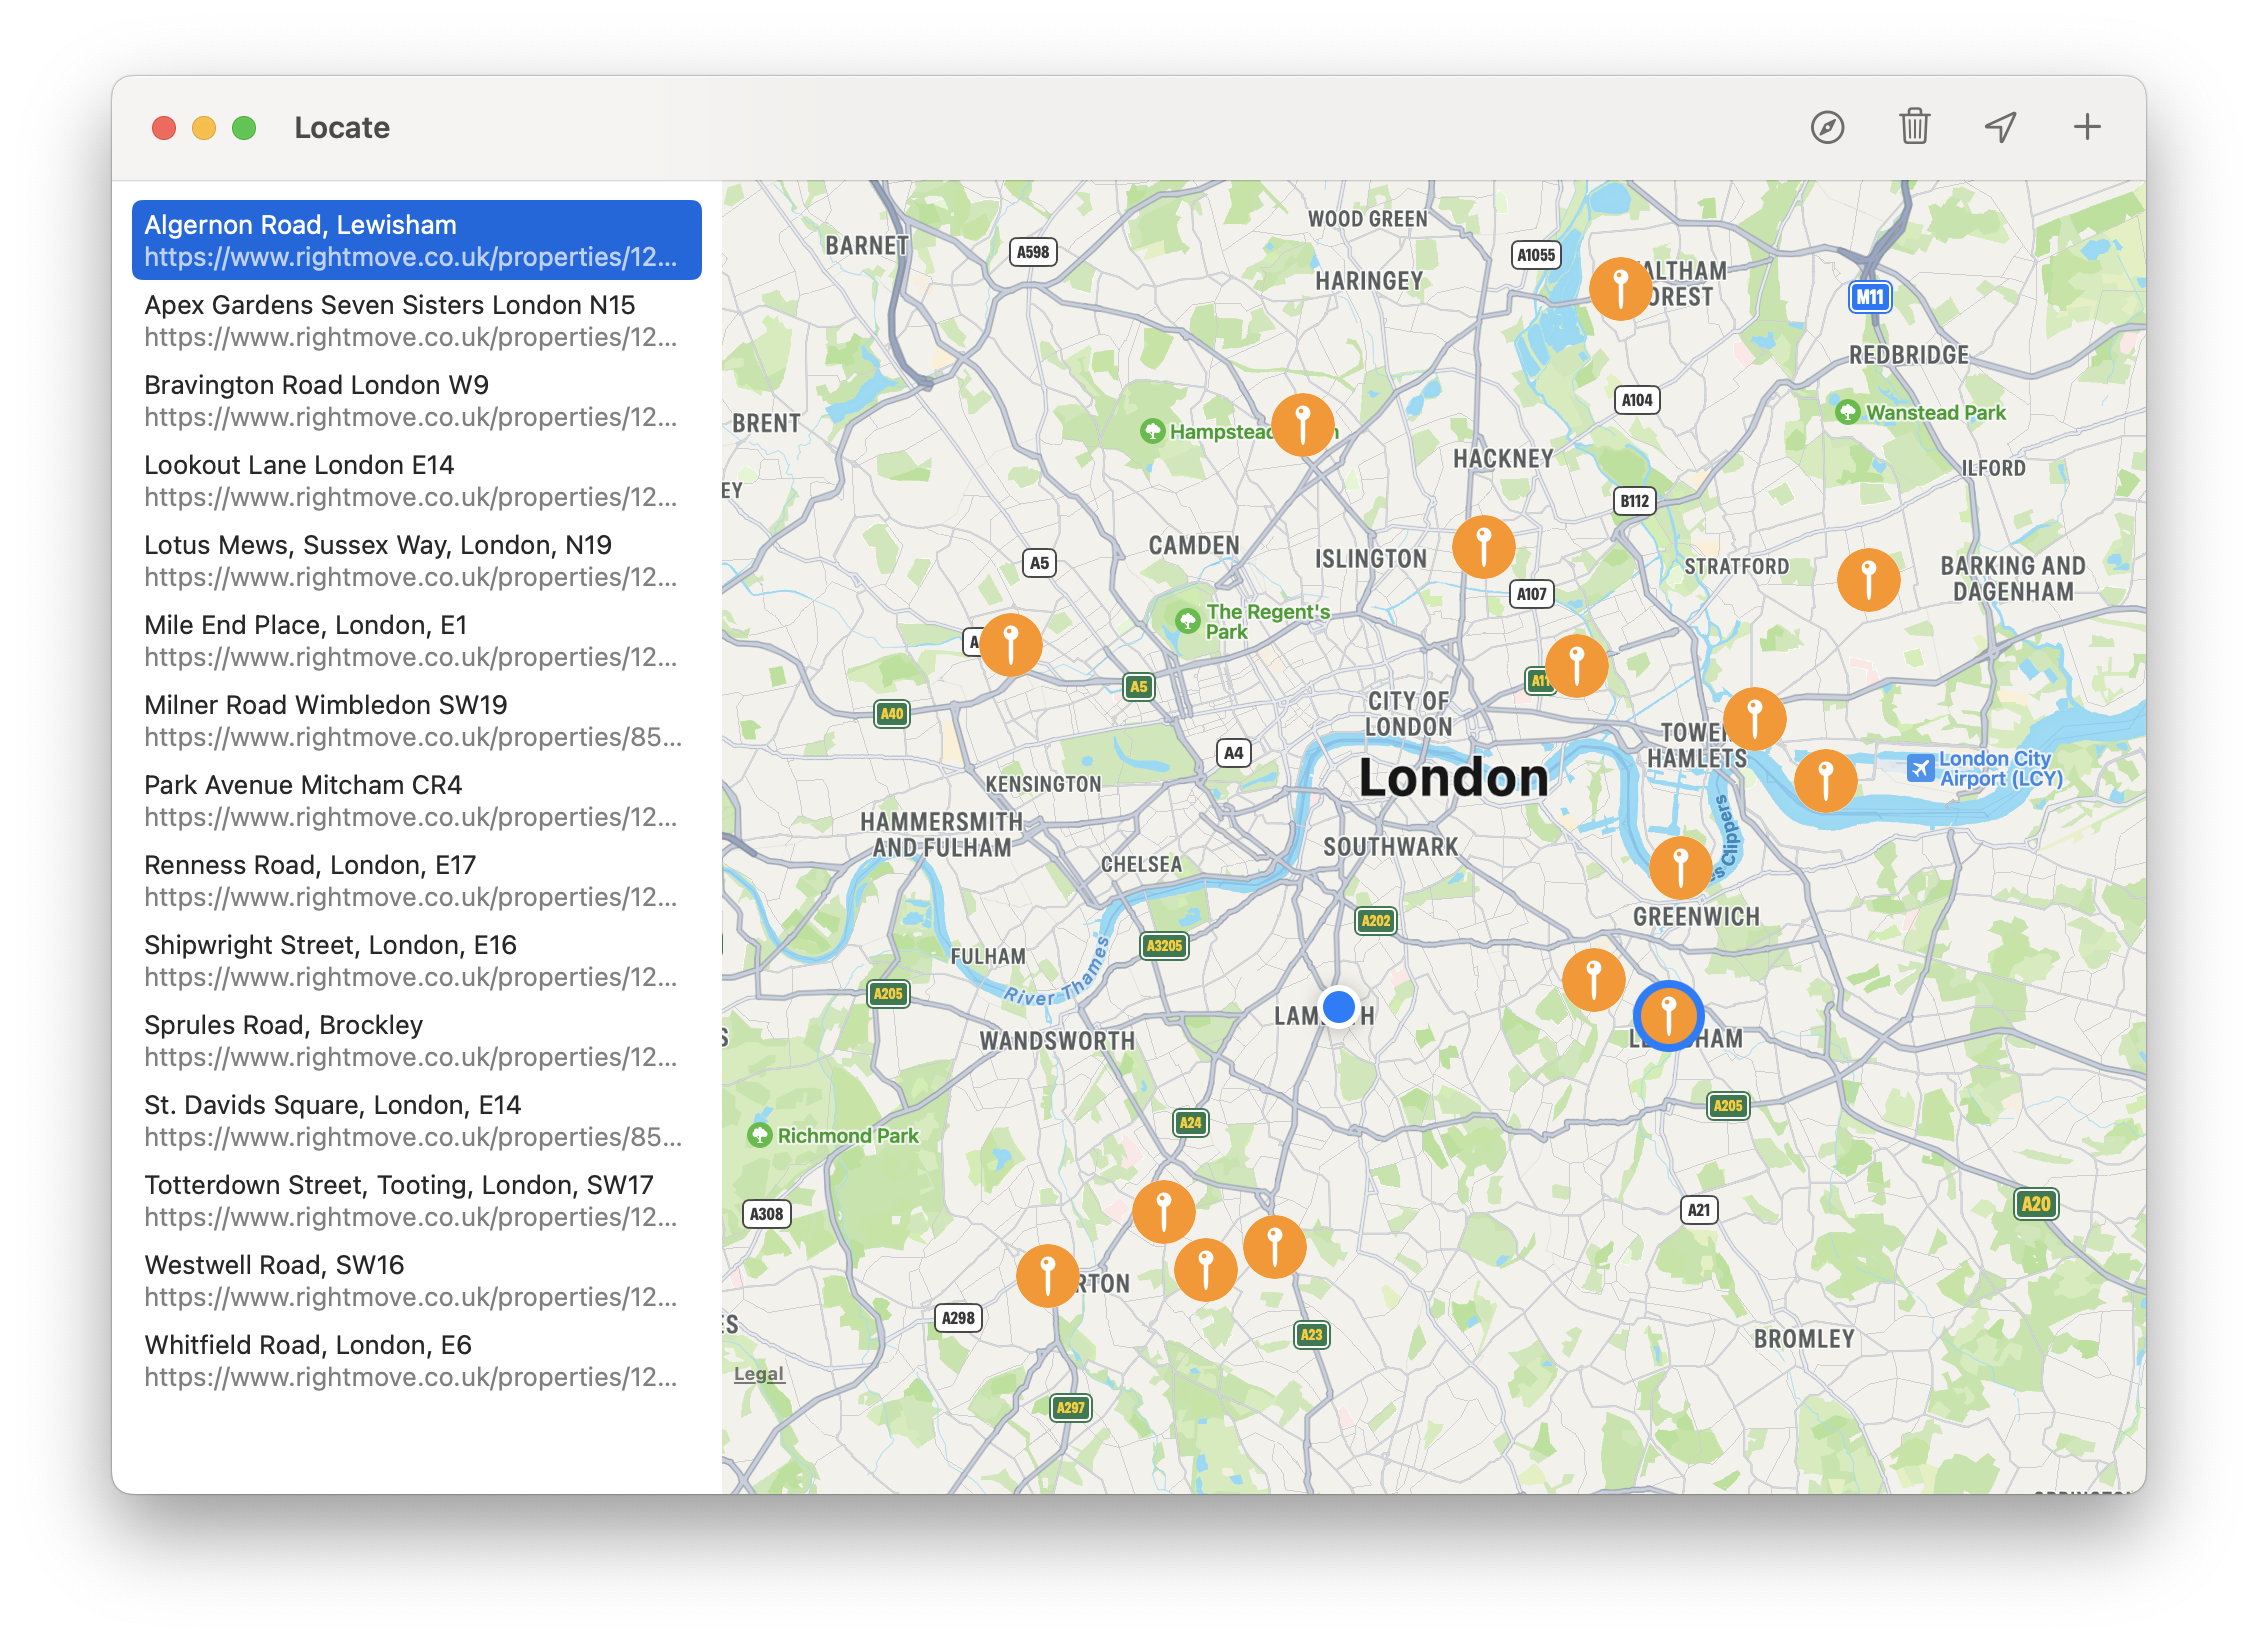 Locate
Algernon Road, Lewisham
https://www.rightmove.co.uk/properties/12...
Apex Gardens Seven Sisters London N15
https://www.rightmove.co.uk/properties/12...
Bravington Road London W9
https://www.rightmove.co.uk/properties/12...
Lookout Lane London E14
https://www.rightmove.co.uk/properties/12...
Lotus Mews, Sussex Way, London, N19
https://www.rightmove.co.uk/properties/12...
Mile End Place, London, E1
https://www.rightmove.co.uk/properties/12...
Milner Road Wimbledon SW19
https://www.rightmove.co.uk/properties/85...
Park Avenue Mitcham CR4
https://www.rightmove.co.uk/properties/12...
Renness Road, London, E17
https://www.rightmove.co.uk/properties/12...
Shipwright Street, London, E16
https://www.rightmove.co.uk/properties/12...
Sprules Road, Brockley
https://www.rightmove.co.uk/properties/12...
St. Davids Square, London, E14
https://www.rightmove.co.uk/properties/85...
Totterdown Street, Tooting, London, SW17
https://www.rightmove.co.uk/properties/12...
Westwell Road, SW16
https://www.rightmove.co.uk/properties/12...
Whitfield Road, London, E6
https://www.rightmove.co.uk/properties/12...
WOOD GREEN
BARNET
A598
A1055
HARINGEY
M11
REDBRIDGE
A104
Wanstead Park
BRENT
HACKNEY
ILFORD
B112
CAMDEN
ISLINGTON
A5
STRATFORD
BARKING AND
DAGENHAM
A107
The Regent's
Park
A5
A40
CITY OF
LONDON
A4
HAMLETS
London
London City
Airport (LCY)
KENSINGTON
HAMMERSMITH
AND FULHAM
SOUTHWARK
CHELSEA
Clippers
GREENWICH
A202
A3205
FULHAM
River Thames
A205
WANDSWORTH
A205
A24
Richmond Park
A308
A21
A20
A298
A23
BROMLEY
Legal
A297